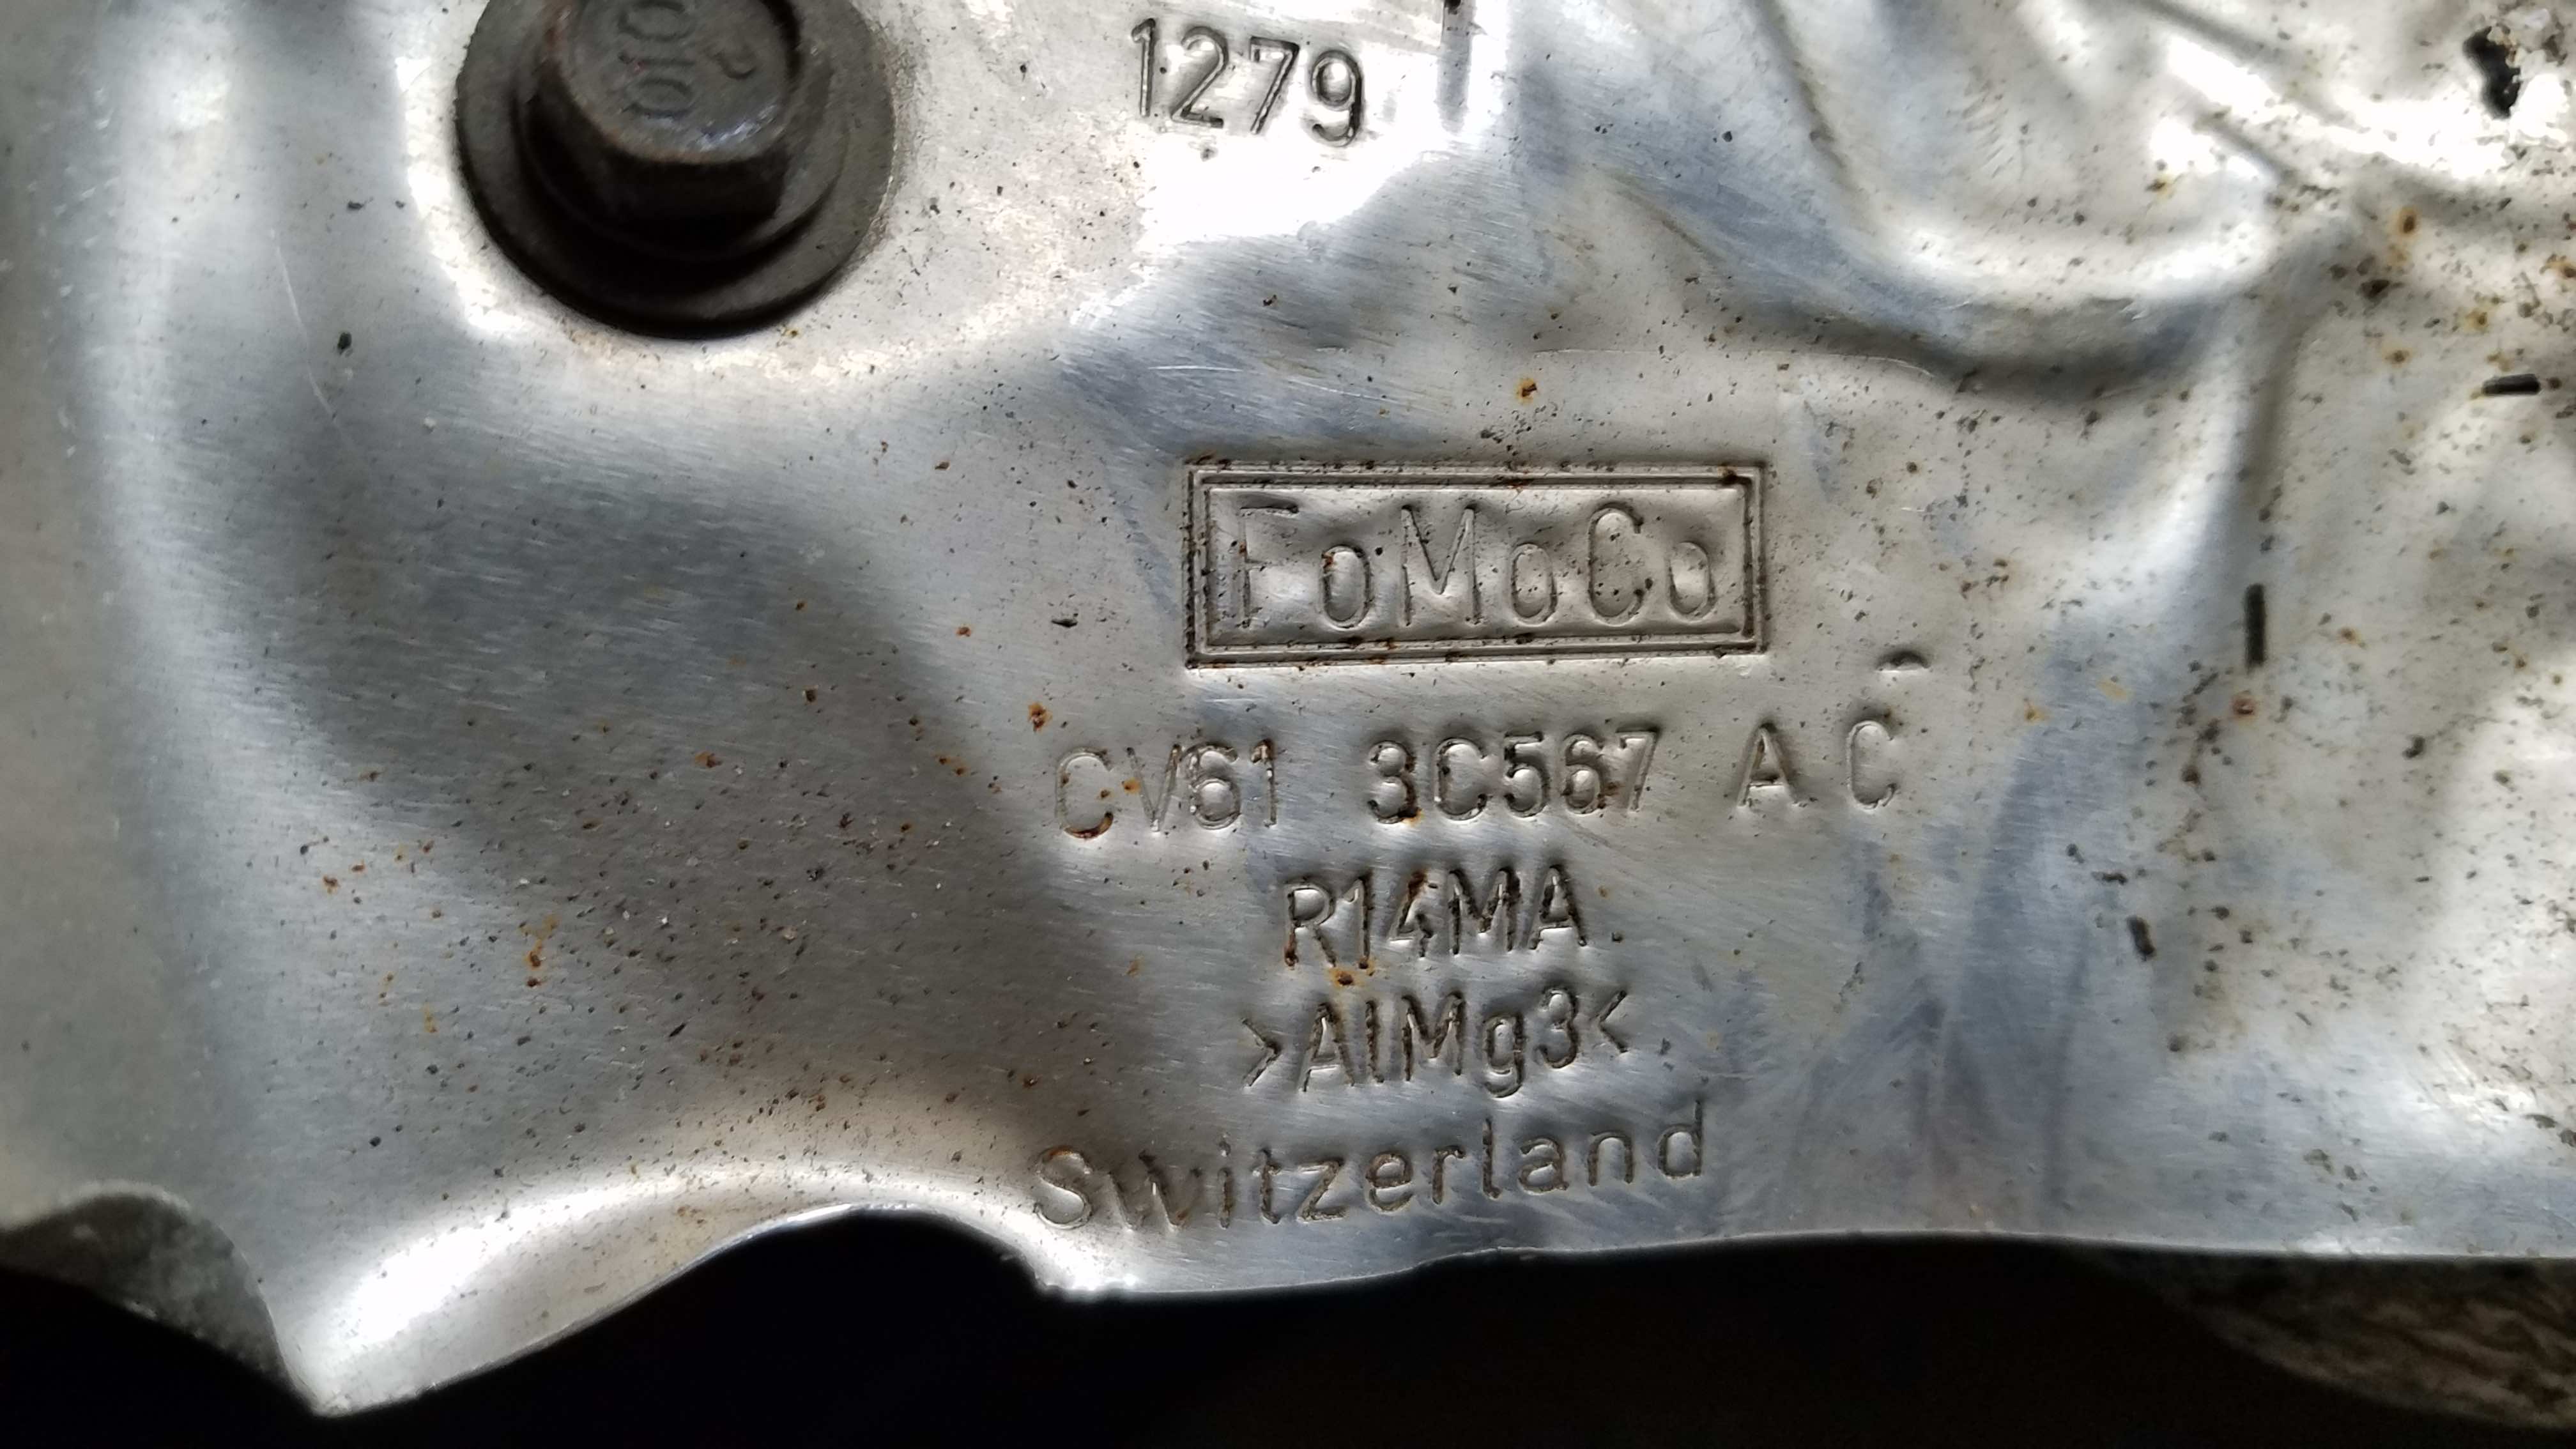 1279
FoMoCo
CV61 3C567 AC
R14MA
>AlMg3<
Switzerland